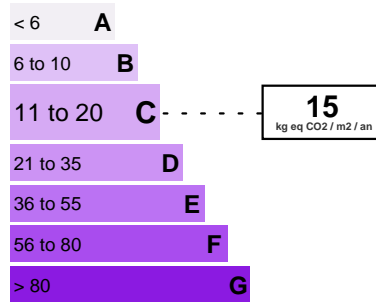 < 6 A
6 to 10 B
11 to 20 C
15
kg eq CO2 / m2 / an
21 to 35 D
36 to 55 E
56 to 80 F
> 80 G